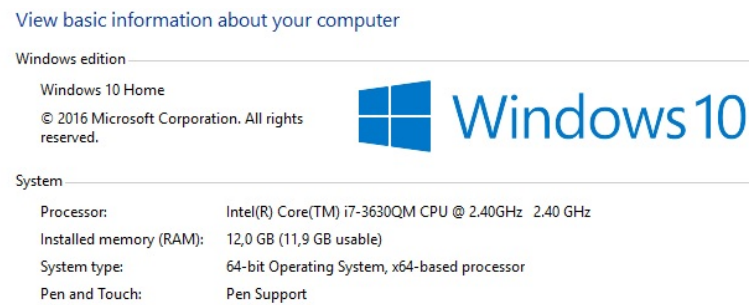 View basic information about your computer
Windows edition
Windows 10 Home
© 2016 Microsoft Corporation. All rights
reserved.
Windows 10
System
Processor: Intel(R) Core(TM) i7-3630QM CPU @ 2.40GHz 2.40 GHz
Installed memory (RAM): 12,0 GB (11,9 GB usable)
System type: 64-bit Operating System, x64-based processor
Pen and Touch: Pen Support